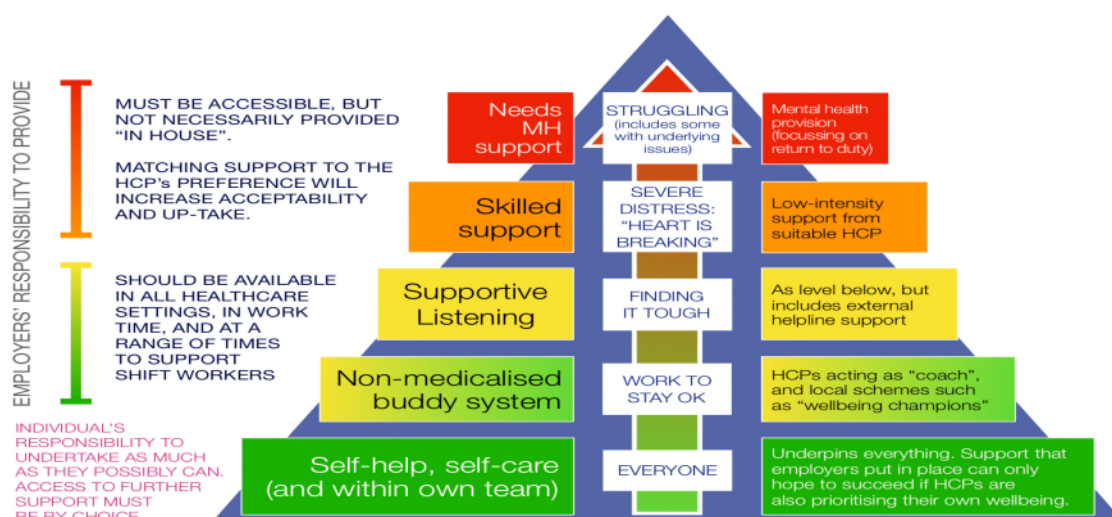 EMPLOYERS' RESPONSIBILITY TO PROVIDE
MUST BE ACCESSIBLE, BUT
NOT NECESSARILY PROVIDED
"IN HOUSE".
MATCHING SUPPORT TO THE
HCP's PREFERENCE WILL
INCREASE ACCEPTABILITY
AND UP-TAKE.
SHOULD BE AVAILABLE
IN ALL HEALTHCARE
SETTINGS, IN WORK
TIME, AND AT A
RANGE OF TIMES
TO SUPPORT
SHIFT WORKERS
INDIVIDUAL'S
RESPONSIBILITY TO
UNDERTAKE AS MUCH
AS THEY POSSIBLY CAN.
ACCESS TO FURTHER
SUPPORT MUST
BE BY CHOICE
Needs
MH
support
STRUGGLING
(includes some
with underlying
issues)
Mental health
provision
(focussing on
return to duty)
Skilled
support
SEVERE
DISTRESS:
"HEART IS
BREAKING"
Low-intensity
support from
suitable HCP
Supportive
Listening
FINDING
IT TOUGH
As level below, but
includes external
helpline support
Non-medicalised
buddy system
WORK TO
STAY OK
HCPs acting as "coach",
and local schemes such
as "wellbeing champions"
Self-help, self-care
(and within own team)
EVERYONE
Underpins everything. Support that
employers put in place can only
hope to succeed if HCPs are
also prioritising their own wellbeing.